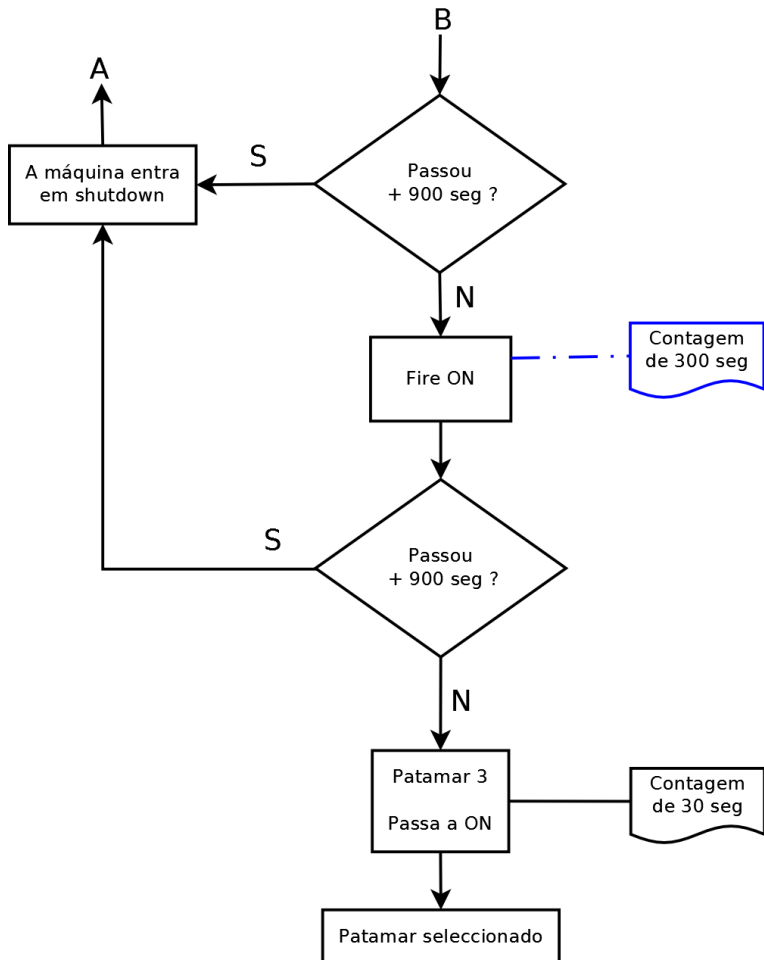 B
A
A máquina entra
em shutdown
S
Passou
+ 900 seg ?
N
Fire ON
Contagem
de 300 seg
S
Passou
+ 900 seg ?
N
Patamar 3
Passa a ON
Contagem
de 30 seg
Patamar seleccionado